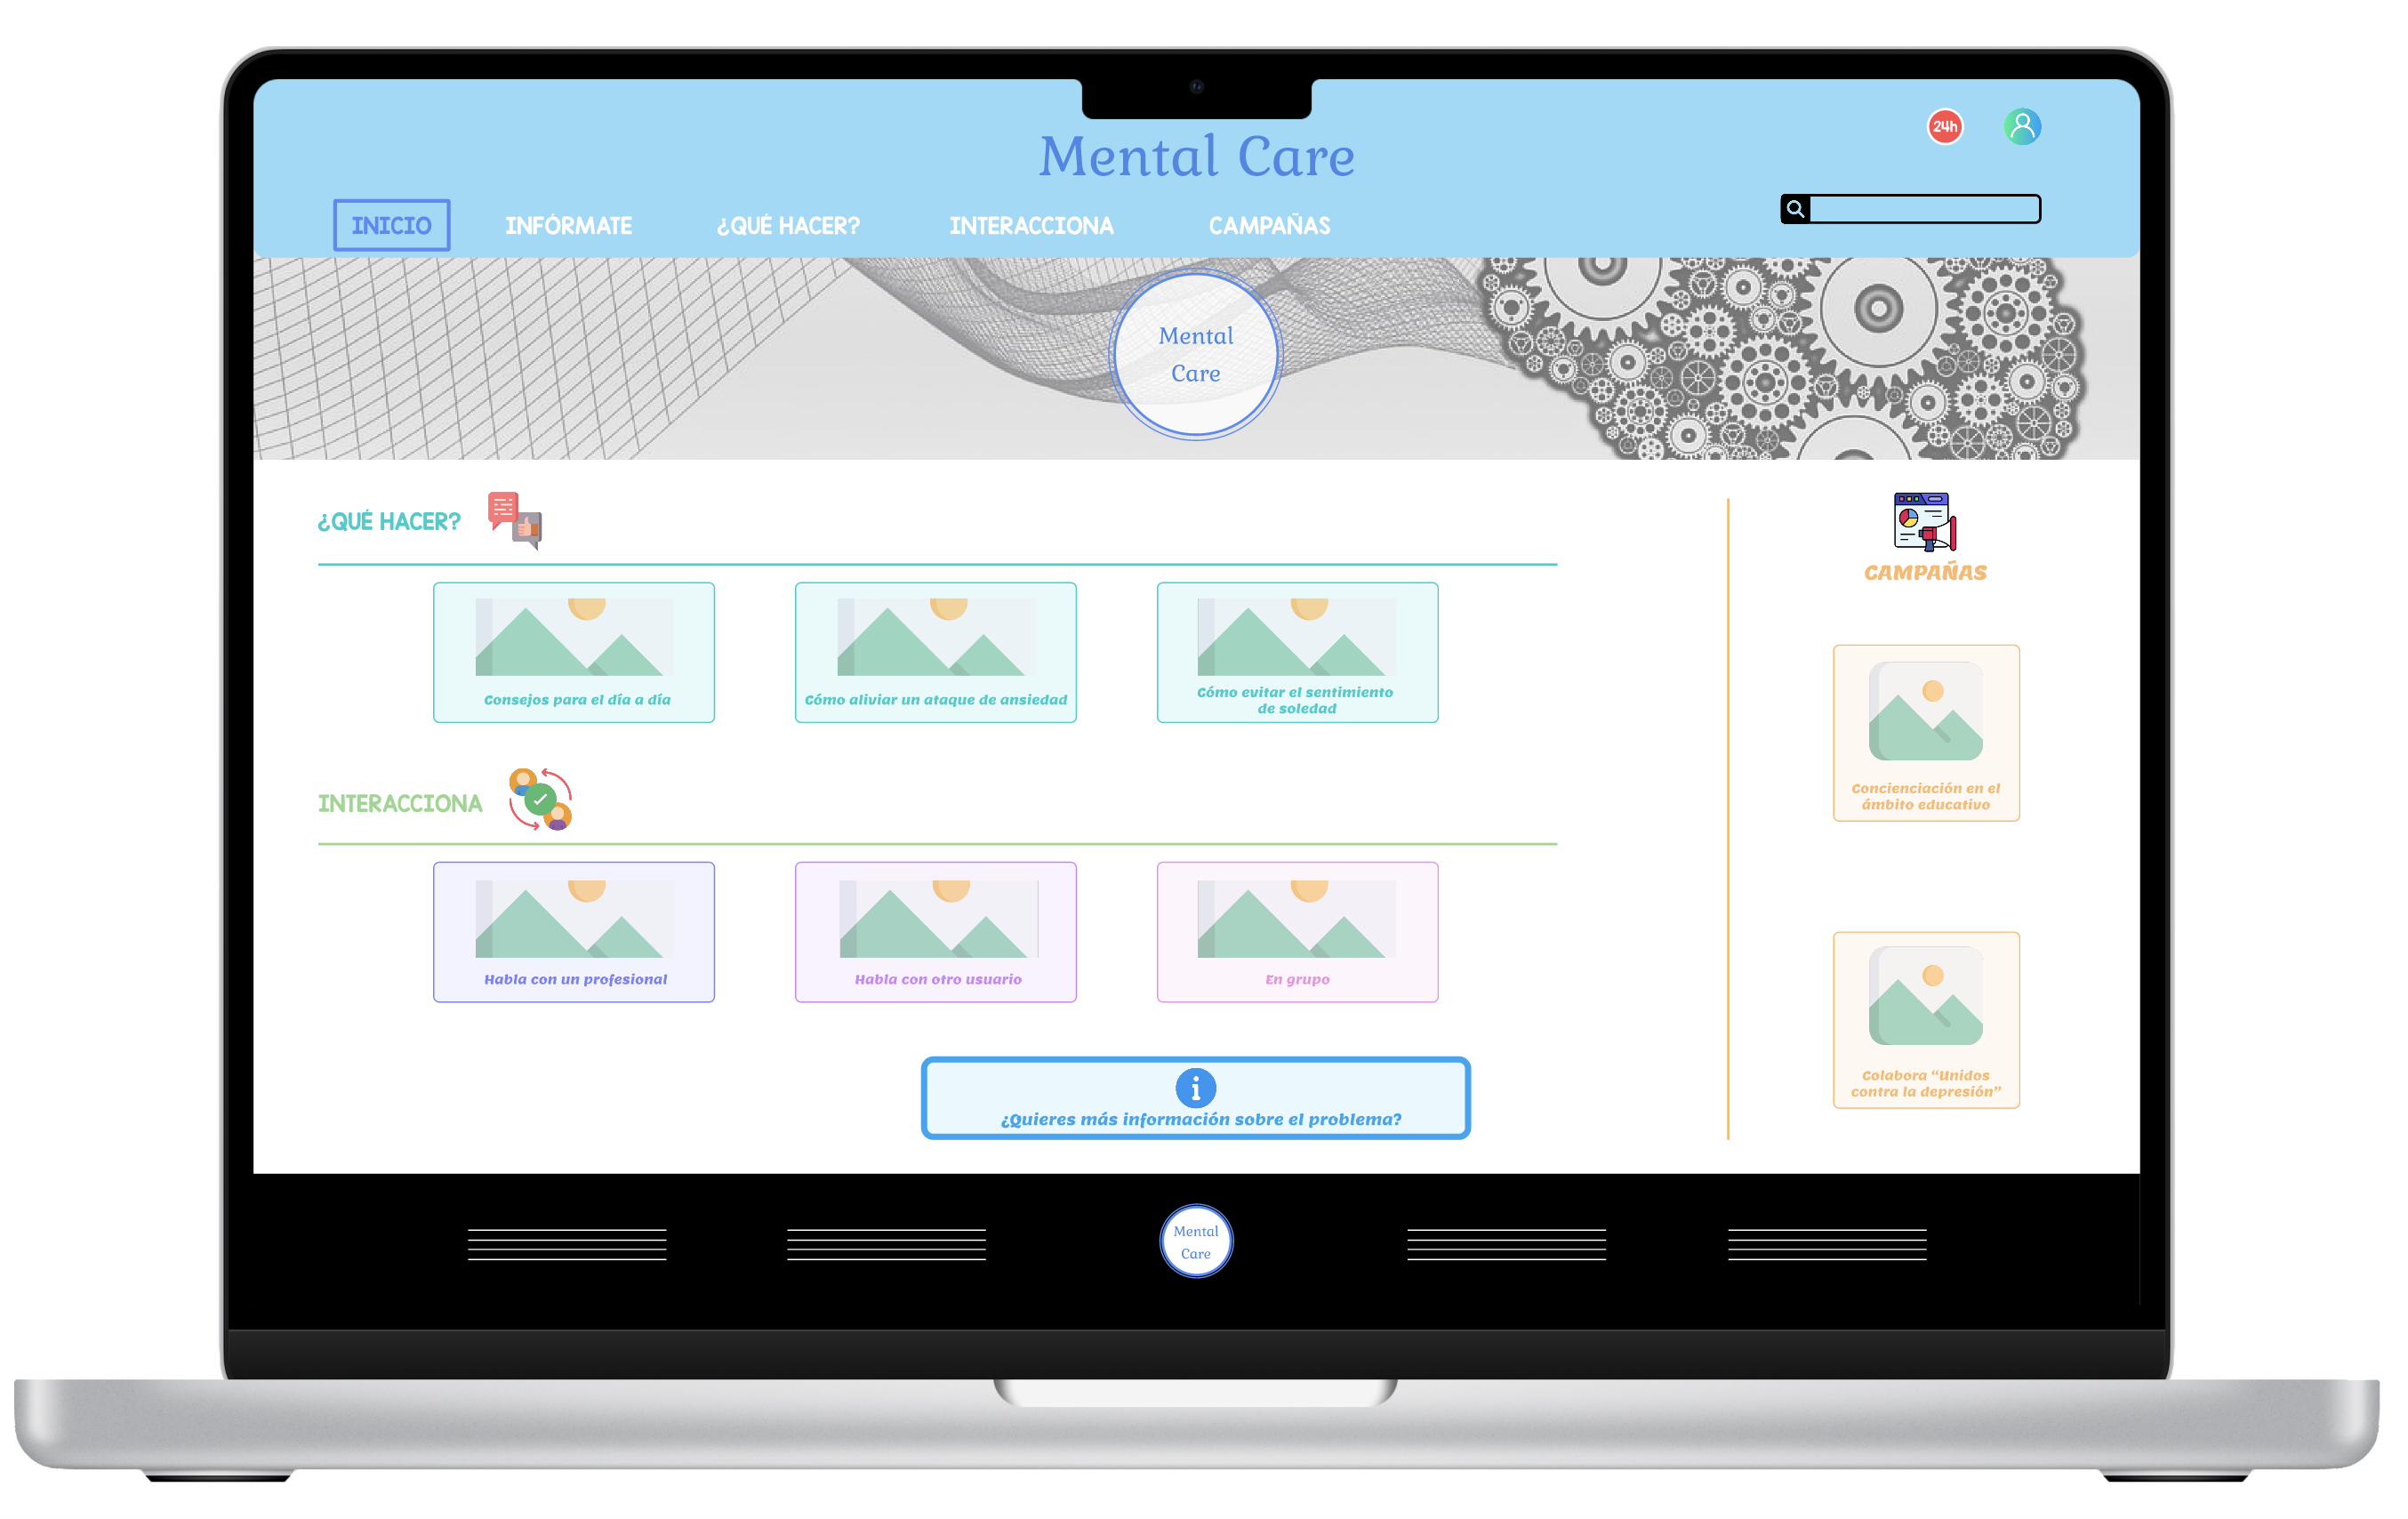 24h
Mental Care
INICIO
INFÓRMATE
¿QUÉ HACER?
INTERACCIONA
CAMPAÑAS
Mental
Care
¿QUÉ HACER?
Consejos para el día a día
Cómo aliviar un ataque de ansiedad
Cómo evitar el sentimiento
de soledad
INTERACCIONA
Habla con un profesional
Habla con otro usuario
En grupo
¿Quieres más información sobre el problema?
CAMPAÑAS
Concienciación en el
ámbito educativo
Colabora “Unidos
contra la depresión”
Mental
Care